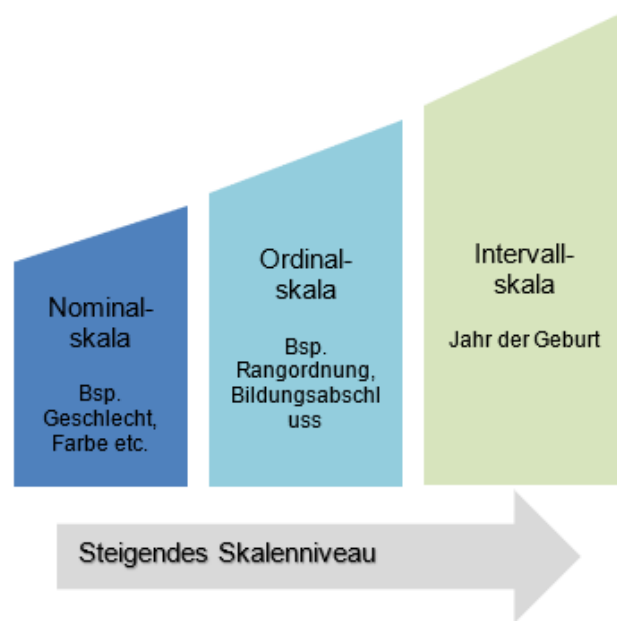 Nominal-
skala
Bsp.
Geschlecht,
Farbe etc.
Ordinal-
skala
Bsp.
Rangordnung,
Bildungsabschl
uss
Intervall-
skala
Jahr der Geburt
Steigendes Skalenniveau